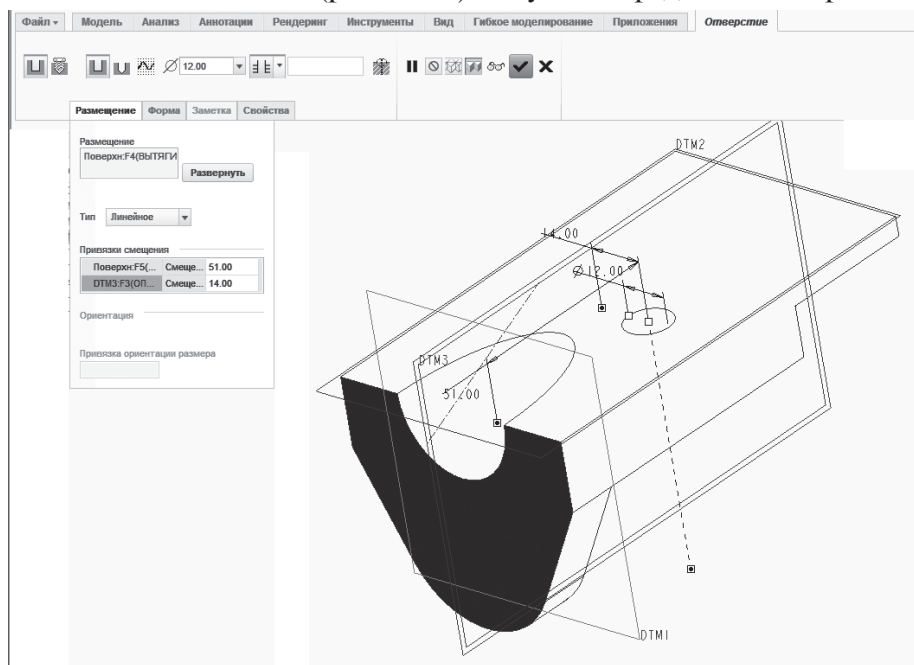 Файл Модель Анализ Аннотации Рендеринг Инструменты Вид Гибкое моделирование Приложения Отверстие
12.00
Размещение Форма Заметка Свойства
Размещение
Поверхн:F4(ВЫТЯГИ
Развернуть
Тип Линейное
Привязки смещения
Поверхн:F5(... Смеще... 51.00
DTM3:F3(ОП... Смеще... 14.00
Ориентация
Привязка ориентации размера
DTM2
14.00
Ø12.00
DTM3
51.00
DTM1